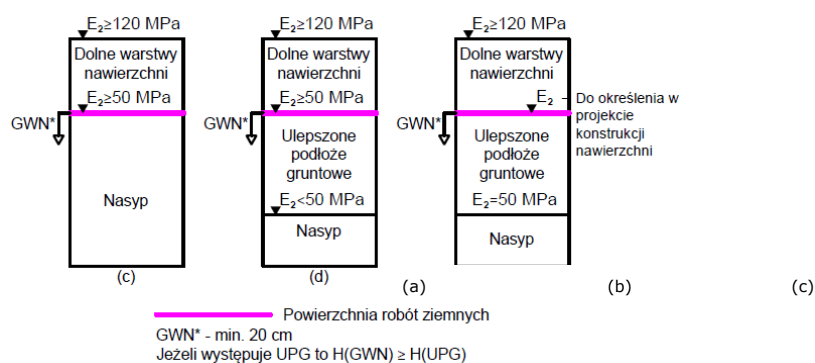 E₂≥120 MPa
Dolne warstwy
nawierzchni
E₂≥50 MPa
GWN*
Nasyp
(c)
E₂≥120 MPa
Dolne warstwy
nawierzchni
E₂≥50 MPa
GWN*
Ulepszone
podłoże
gruntowe
E₂<50 MPa
Nasyp
(d)
(a)
E₂≥120 MPa
Dolne warstwy
nawierzchni
E₂ – Do określenia w
projekcie
konstrukcji
nawierzchni
GWN*
Ulepszone
podłoże
gruntowe
E₂=50 MPa
Nasyp
(b)
(c)
Powierzchnia robót ziemnych
GWN* - min. 20 cm
Jeżeli występuje UPG to H(GWN) ≥ H(UPG)